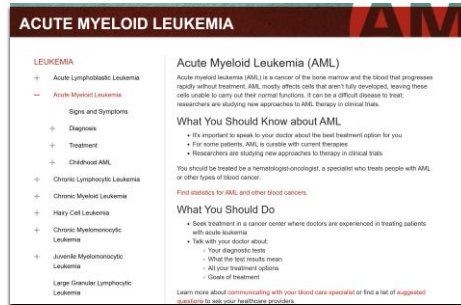 ACUTE MYELOID LEUKEMIA
AM
LEUKEMIA
Acute Lymphoblastic Leukemia
Acute Myeloid Leukemia
Signs and Symptoms
Diagnosis
Treatment
Childhood AML
Chronic Lymphocytic Leukemia
Chronic Myeloid Leukemia
Hairy Cell Leukemia
Chronic Myelomonocytic
Leukemia
Juvenile Myelomonocytic
Leukemia
Large Granular Lymphocytic
Leukemia
Acute Myeloid Leukemia (AML)
Acute myeloid leukemia (AML) is a cancer of the bone marrow and the blood that progresses
rapidly without treatment. AML mostly affects cells that aren't fully developed, leaving these
cells unable to carry out their normal functions. It can be a difficult disease to treat;
researchers are studying new approaches to AML therapy in clinical trials.
What You Should Know about AML
• It's important to speak to your doctor about the best treatment option for you
• For some patients, AML is curable with current therapies
• Researchers are studying new approaches to therapy in clinical trials
You should be treated be a hematologist-oncologist, a specialist who treats people with AML
or other types of blood cancer.
Find statistics for AML and other blood cancers.
What You Should Do
• Seek treatment in a cancer center where doctors are experienced in treating patients
with acute leukemia
• Talk with your doctor about:
◦ Your diagnostic tests
◦ What the test results mean
◦ All your treatment options
◦ Goals of treatment
Learn more about communicating with your blood care specialist or find a list of suggested
questions to ask your healthcare providers.